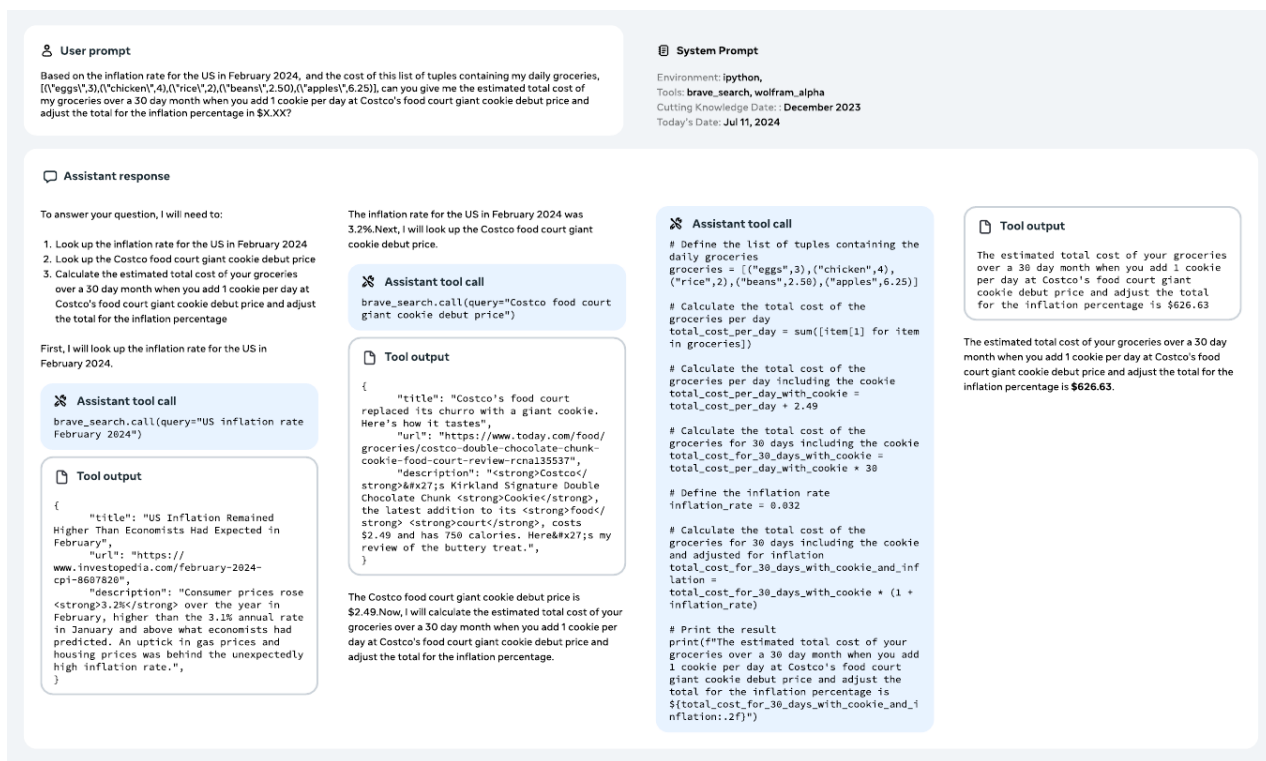 User prompt
Based on the inflation rate for the US in February 2024, and the cost of this list of tuples containing my daily groceries,
[(\"eggs\",3),(\"chicken\",4),(\"rice\",2),(\"beans\",2.50),(\"apples\",6.25)], can you give me the estimated total cost of
my groceries over a 30 day month when you add 1 cookie per day at Costco's food court giant cookie debut price and
adjust the total for the inflation percentage in $X.XX?
System Prompt
Environment: ipython,
Tools: brave_search, wolfram_alpha
Cutting Knowledge Date: : December 2023
Today's Date: Jul 11, 2024
Assistant response
To answer your question, I will need to:
1. Look up the inflation rate for the US in February 2024
2. Look up the Costco food court giant cookie debut price
3. Calculate the estimated total cost of your groceries
over a 30 day month when you add 1 cookie per day at
Costco's food court giant cookie debut price and adjust
the total for the inflation percentage
First, I will look up the inflation rate for the US in
February 2024.
Assistant tool call
brave_search.call(query="US inflation rate
February 2024")
Tool output
{
"title": "US Inflation Remained
Higher Than Economists Had Expected in
February",
"url": "https://
www.investopedia.com/february-2024-
cpi-8607820",
"description": "Consumer prices rose
<strong>3.2%</strong> over the year in
February, higher than the 3.1% annual rate
in January and above what economists had
predicted. An uptick in gas prices and
housing prices was behind the unexpectedly
high inflation rate.",
}
The inflation rate for the US in February 2024 was
3.2%.Next, I will look up the Costco food court giant
cookie debut price.
Assistant tool call
brave_search.call(query="Costco food court
giant cookie debut price")
Tool output
{
"title": "Costco's food court
replaced its churro with a giant cookie.
Here's how it tastes",
"url": "https://www.today.com/food/
groceries/costco-double-chocolate-chunk-
cookie-food-court-review-rcna135537",
"description": "<strong>Costco</
strong>&#x27;s Kirkland Signature Double
Chocolate Chunk <strong>Cookie</strong>,
the latest addition to its <strong>food</
strong> <strong>court</strong>, costs
$2.49 and has 750 calories. Here&#x27;s my
review of the buttery treat.",
}
The Costco food court giant cookie debut price is
$2.49.Now, I will calculate the estimated total cost of your
groceries over a 30 day month when you add 1 cookie per
day at Costco's food court giant cookie debut price and
adjust the total for the inflation percentage.
Assistant tool call
# Define the list of tuples containing the
daily groceries
groceries = [("eggs",3),("chicken",4),
("rice",2),("beans",2.50),("apples",6.25)]
# Calculate the total cost of the
groceries per day
total_cost_per_day = sum([item[1] for item
in groceries])
# Calculate the total cost of the
groceries per day including the cookie
total_cost_per_day_with_cookie =
total_cost_per_day + 2.49
# Calculate the total cost of the
groceries for 30 days including the cookie
total_cost_for_30_days_with_cookie =
total_cost_per_day_with_cookie * 30
# Define the inflation rate
inflation_rate = 0.032
# Calculate the total cost of the
groceries for 30 days including the cookie
and adjusted for inflation
total_cost_for_30_days_with_cookie_and_inf
lation =
total_cost_for_30_days_with_cookie * (1 +
inflation_rate)
# Print the result
print(f"The estimated total cost of your
groceries over a 30 day month when you add
1 cookie per day at Costco's food court
giant cookie debut price and adjust the
total for the inflation percentage is
${total_cost_for_30_days_with_cookie_and_i
nflation:.2f}")
Tool output
The estimated total cost of your groceries
over a 30 day month when you add 1 cookie
per day at Costco's food court giant
cookie debut price and adjust the total
for the inflation percentage is $626.63
The estimated total cost of your groceries over a 30 day
month when you add 1 cookie per day at Costco's food
court giant cookie debut price and adjust the total for the
inflation percentage is $626.63.